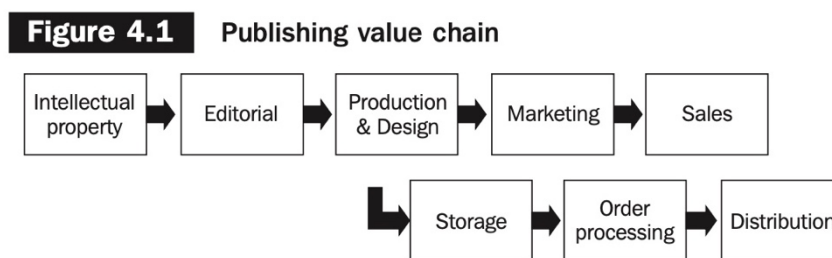 Figure 4.1 Publishing value chain
Intellectual
property
Editorial
Production
& Design
Marketing
Sales
Storage
Order
processing
Distribution